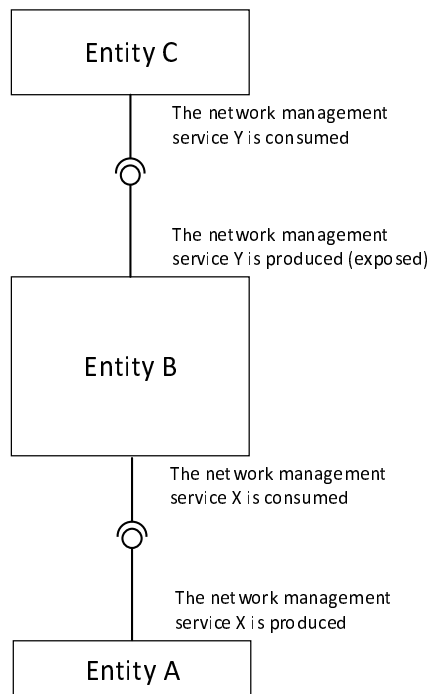 Entity C
The network management
service Y is consumed
The network management
service Y is produced (exposed)
Entity B
The network management
service X is consumed
The network management
service X is produced
Entity A